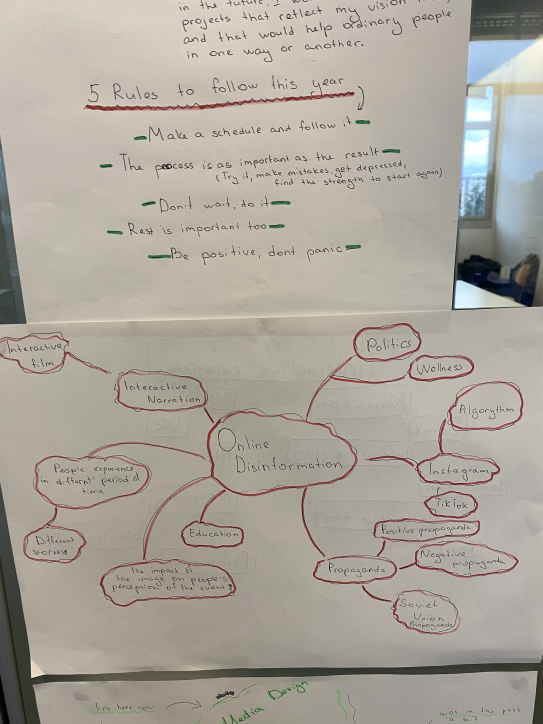 in the future, I
projects that reflect my vision
and that would help ordinary people
in one way or another.
5 Rules to follow this year
- Make a schedule and follow it -
- The process is as important as the result -
(Try it, make mistakes, get depressed,
find the strength to start again)
- Don't wait, do it -
- Rest is important too -
- Be positive, dont panic -
Politics
Wellness
Interactive
film
Interactive
Narration
Algorythm
Online
Disinformation
Instagram
People experience
in different period of
time
TikTok
Positive propaganda
Education
Different
stories
Negative
propaganda
Propaganda
the impact of
the image on people's
perception of the events
Soviet
Union
Propaganda
I'm here now
Media Design
was in the past